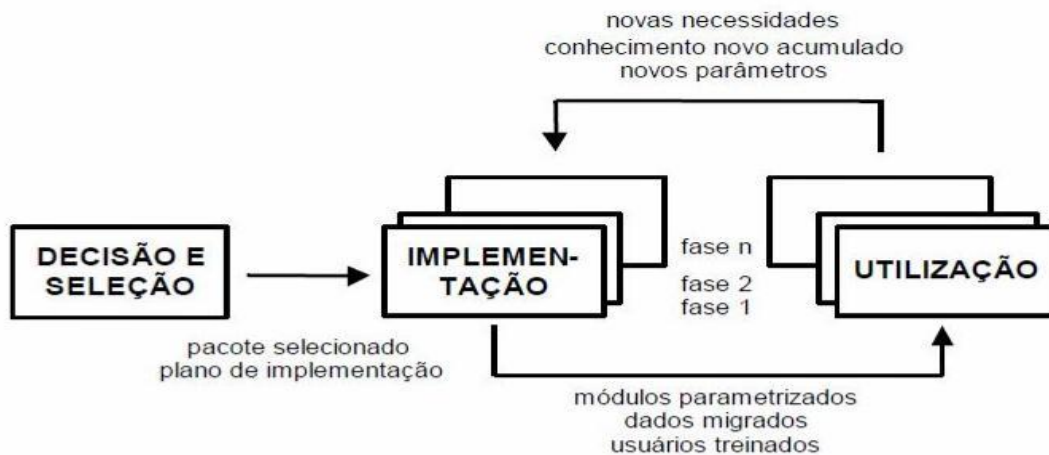 novas necessidades
conhecimento novo acumulado
novos parâmetros
DECISÃO E
SELEÇÃO
IMPLEMEN-
TAÇÃO
fase n
fase 2
fase 1
UTILIZAÇÃO
pacote selecionado
plano de implementação
módulos parametrizados
dados migrados
usuários treinados